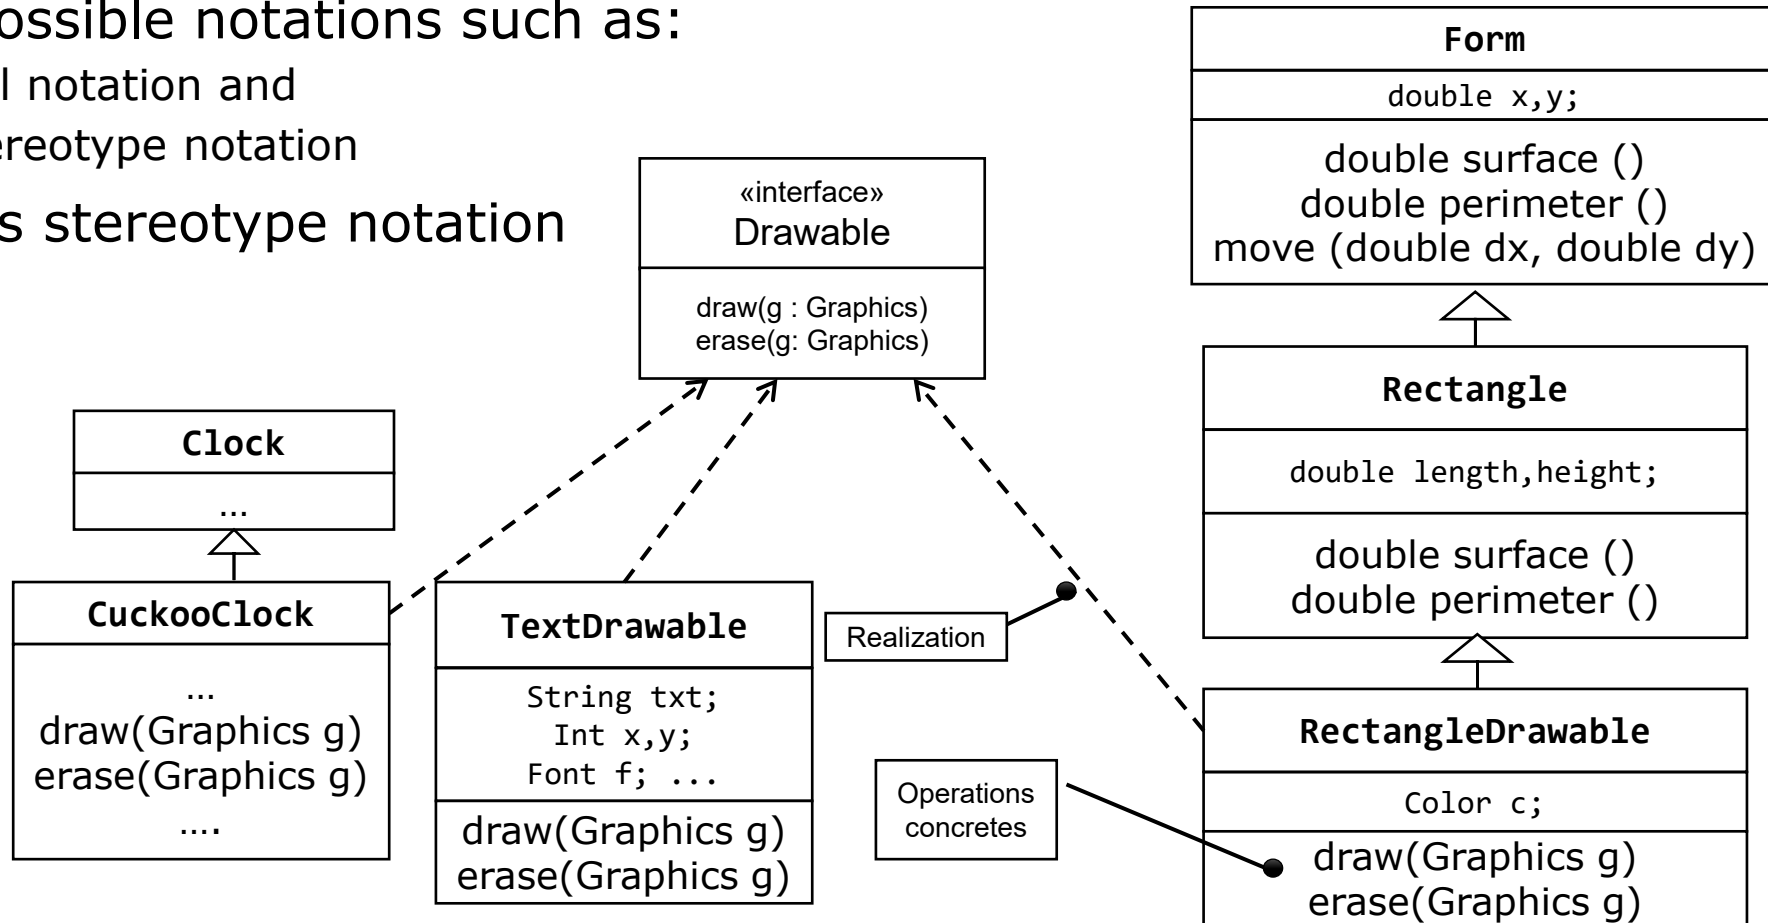 ossible notations such as:
l notation and
ereotype notation
s stereotype notation
«interface»
Drawable
draw(g : Graphics)
erase(g: Graphics)
Form
double x,y;
double surface ()
double perimeter ()
move (double dx, double dy)
Rectangle
double length,height;
double surface ()
double perimeter ()
Clock
...
CuckooClock
...
draw(Graphics g)
erase(Graphics g)
....
TextDrawable
String txt;
Int x,y;
Font f; ...
draw(Graphics g)
erase(Graphics g)
Realization
Operations
concretes
RectangleDrawable
Color c;
draw(Graphics g)
erase(Graphics g)